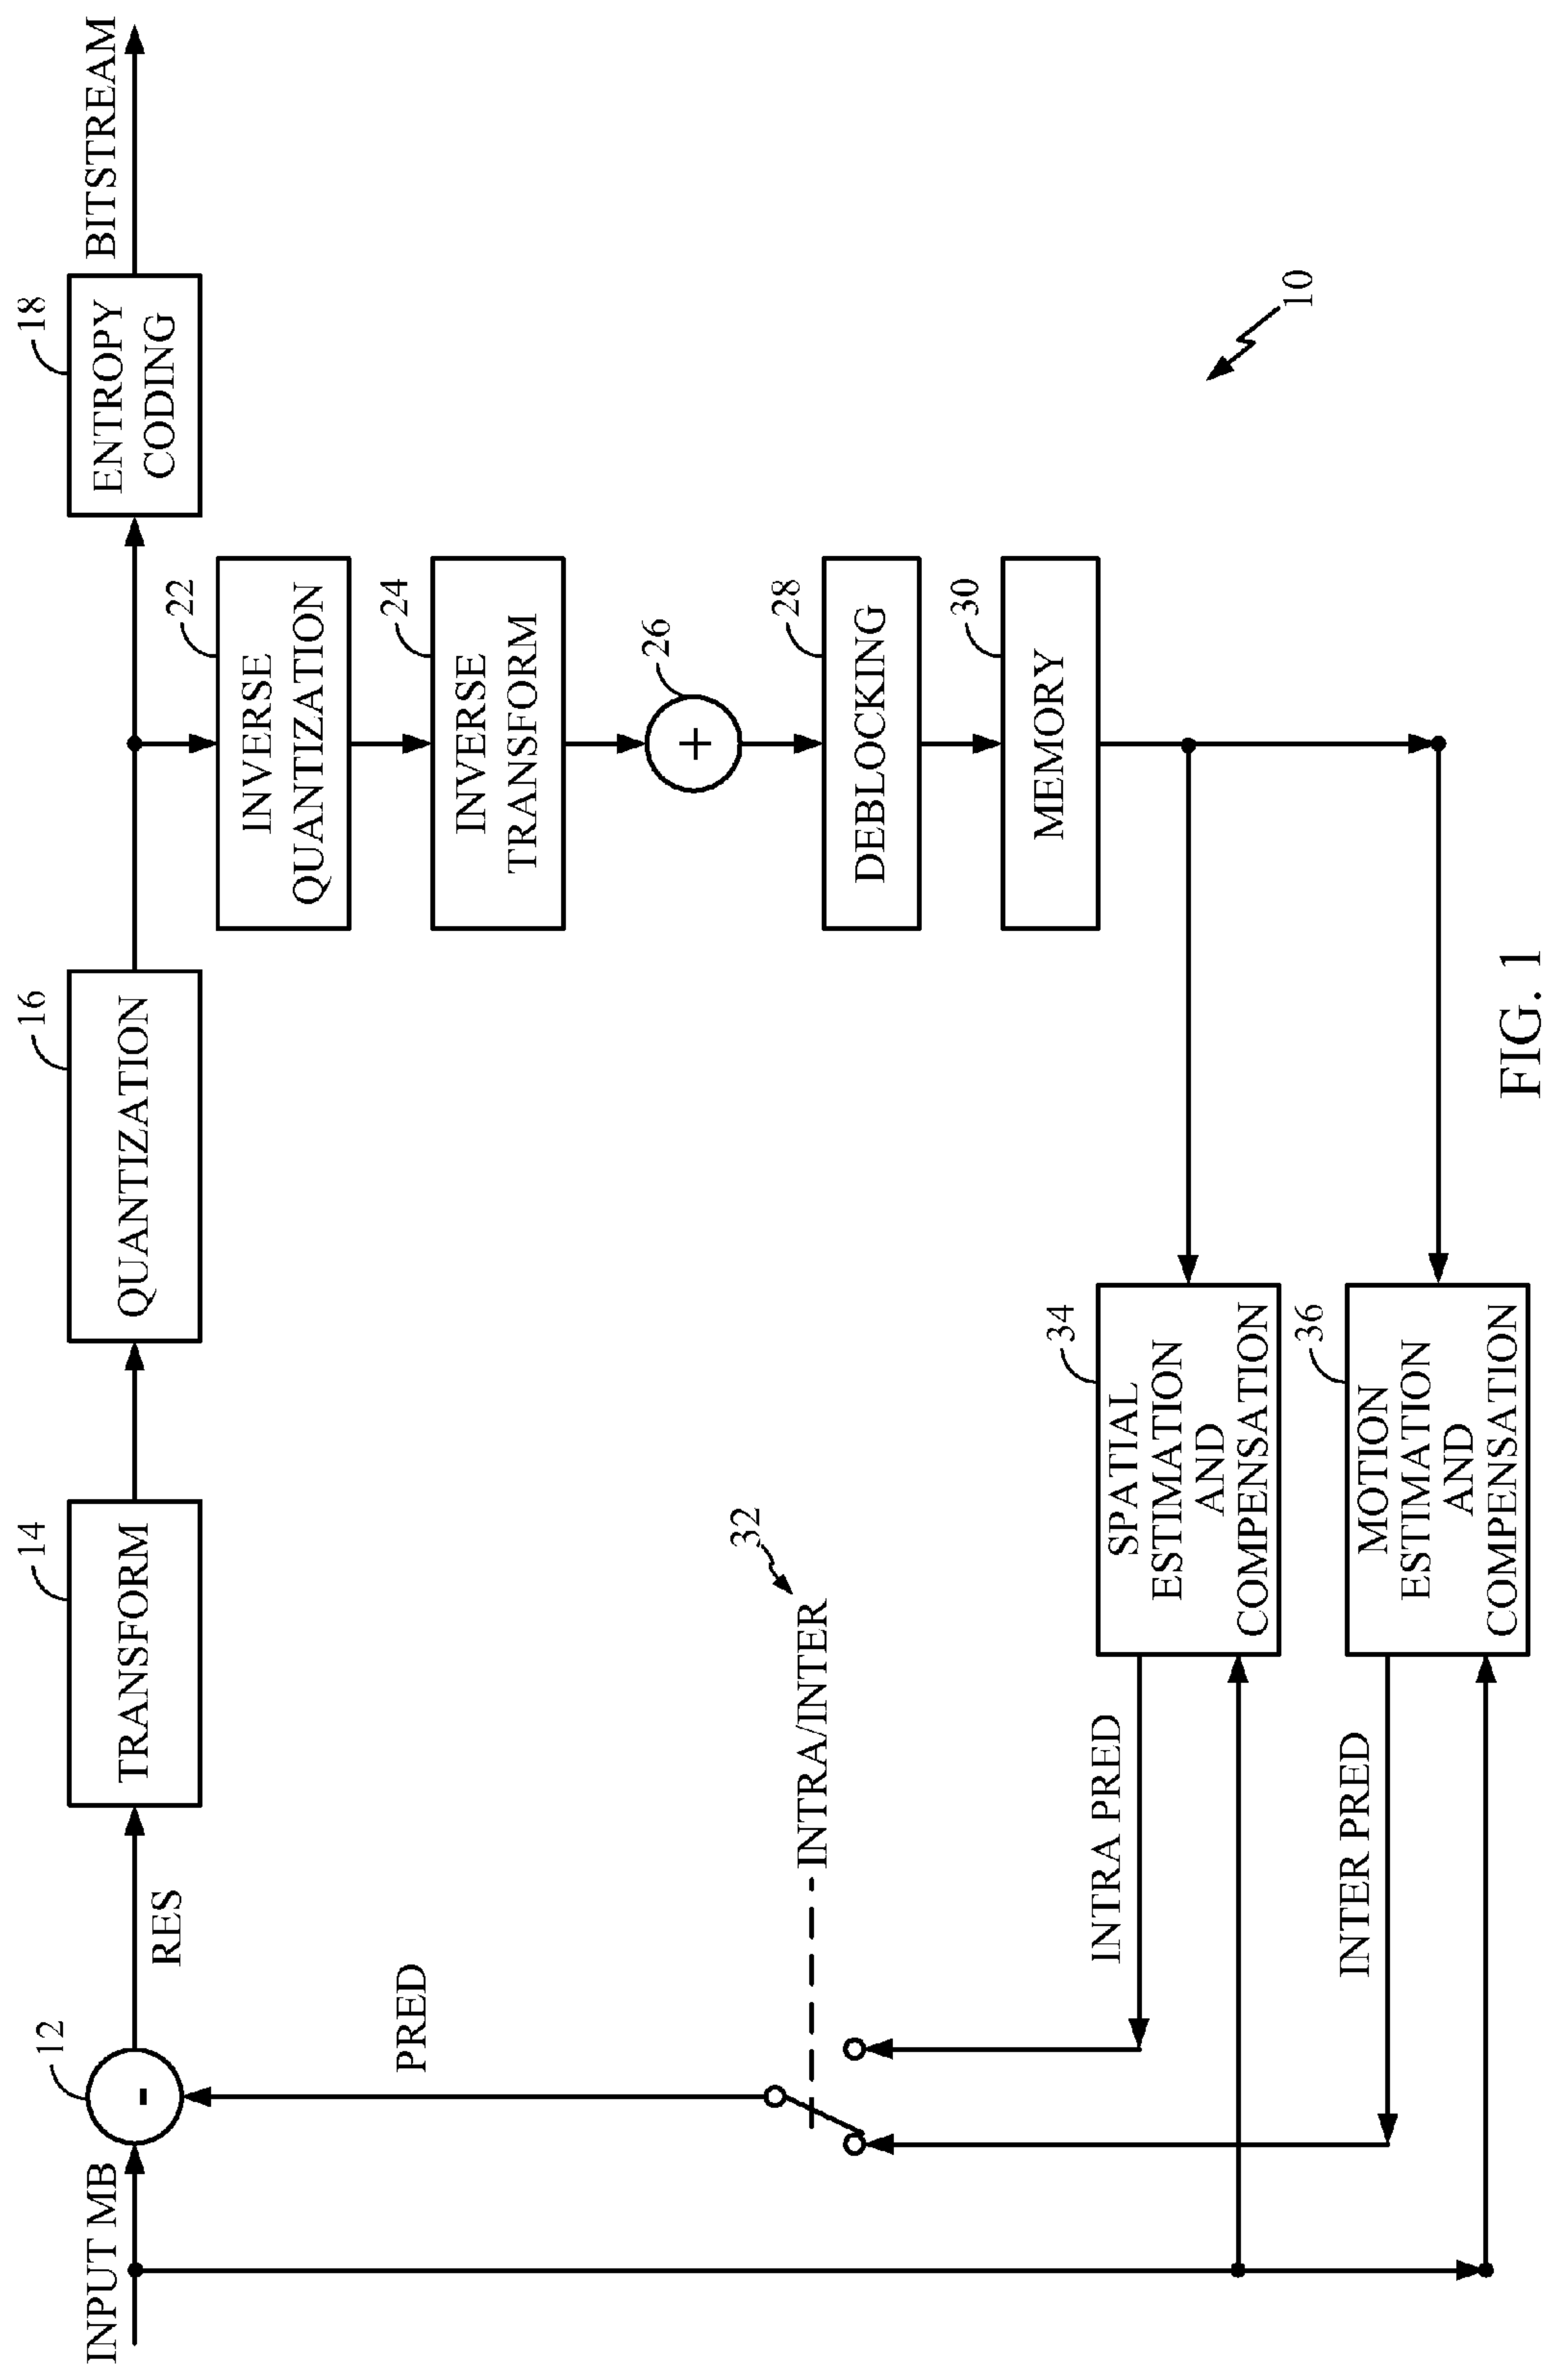 INPUT MB
12
RES
14
TRANSFORM
16
QUANTIZATION
18
ENTROPY
CODING
BITSTREAM
22
INVERSE
QUANTIZATION
24
INVERSE
TRANSFORM
26
+
28
DEBLOCKING
30
MEMORY
PRED
-
32
INTRA/INTER
34
SPATIAL
ESTIMATION
AND
COMPENSATION
INTRA PRED
36
MOTION
ESTIMATION
AND
COMPENSATION
INTER PRED
10
FIG. 1